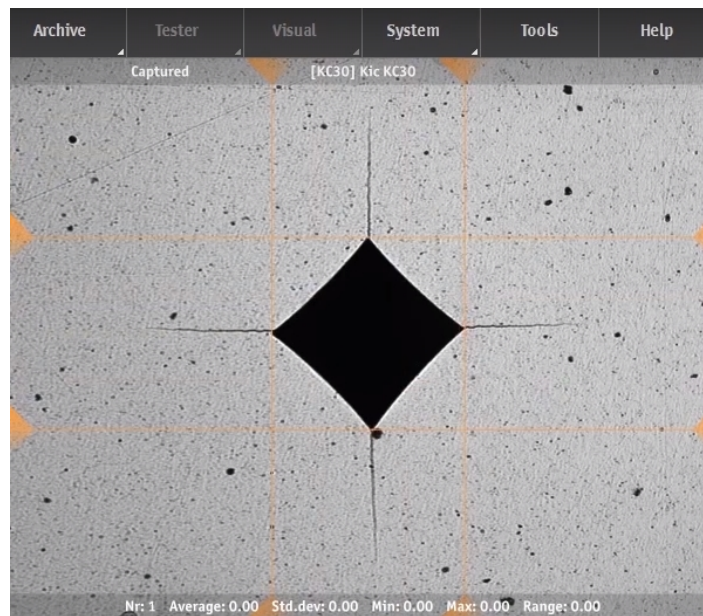 Archive Tester Visual System Tools Help
Captured [KC30] Kic KC30
Nr: 1 Average: 0.00 Std.dev: 0.00 Min: 0.00 Max: 0.00 Range: 0.00